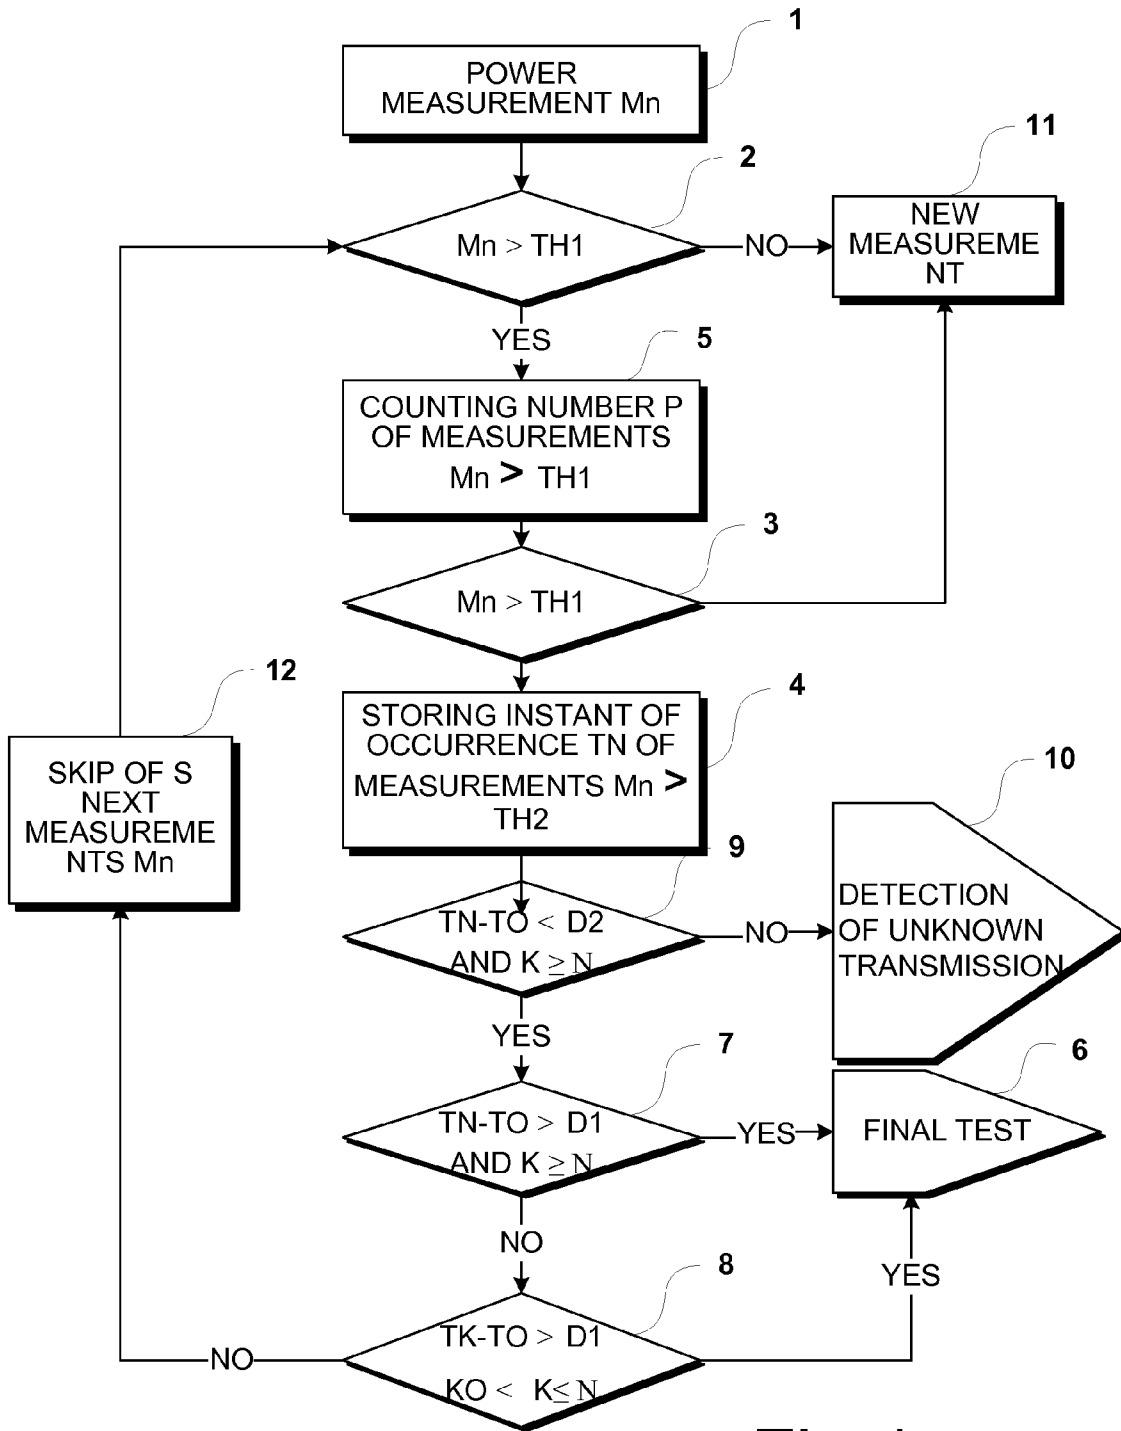 1
POWER
MEASUREMENT Mn
2
11
Mn > TH1
NO
NEW
MEASUREME
NT
YES
5
COUNTING NUMBER P
OF MEASUREMENTS
Mn > TH1
3
Mn > TH1
12
4
STORING INSTANT OF
OCCURRENCE TN OF
MEASUREMENTS Mn >
TH2
SKIP OF S
NEXT
MEASUREME
NTS Mn
10
9
TN-TO < D2
AND K ≥ N
NO
DETECTION
OF UNKNOWN
TRANSMISSION
YES
7
6
TN-TO > D1
AND K ≥ N
YES
FINAL TEST
NO
8
YES
TK-TO > D1
KO < K ≤ N
NO